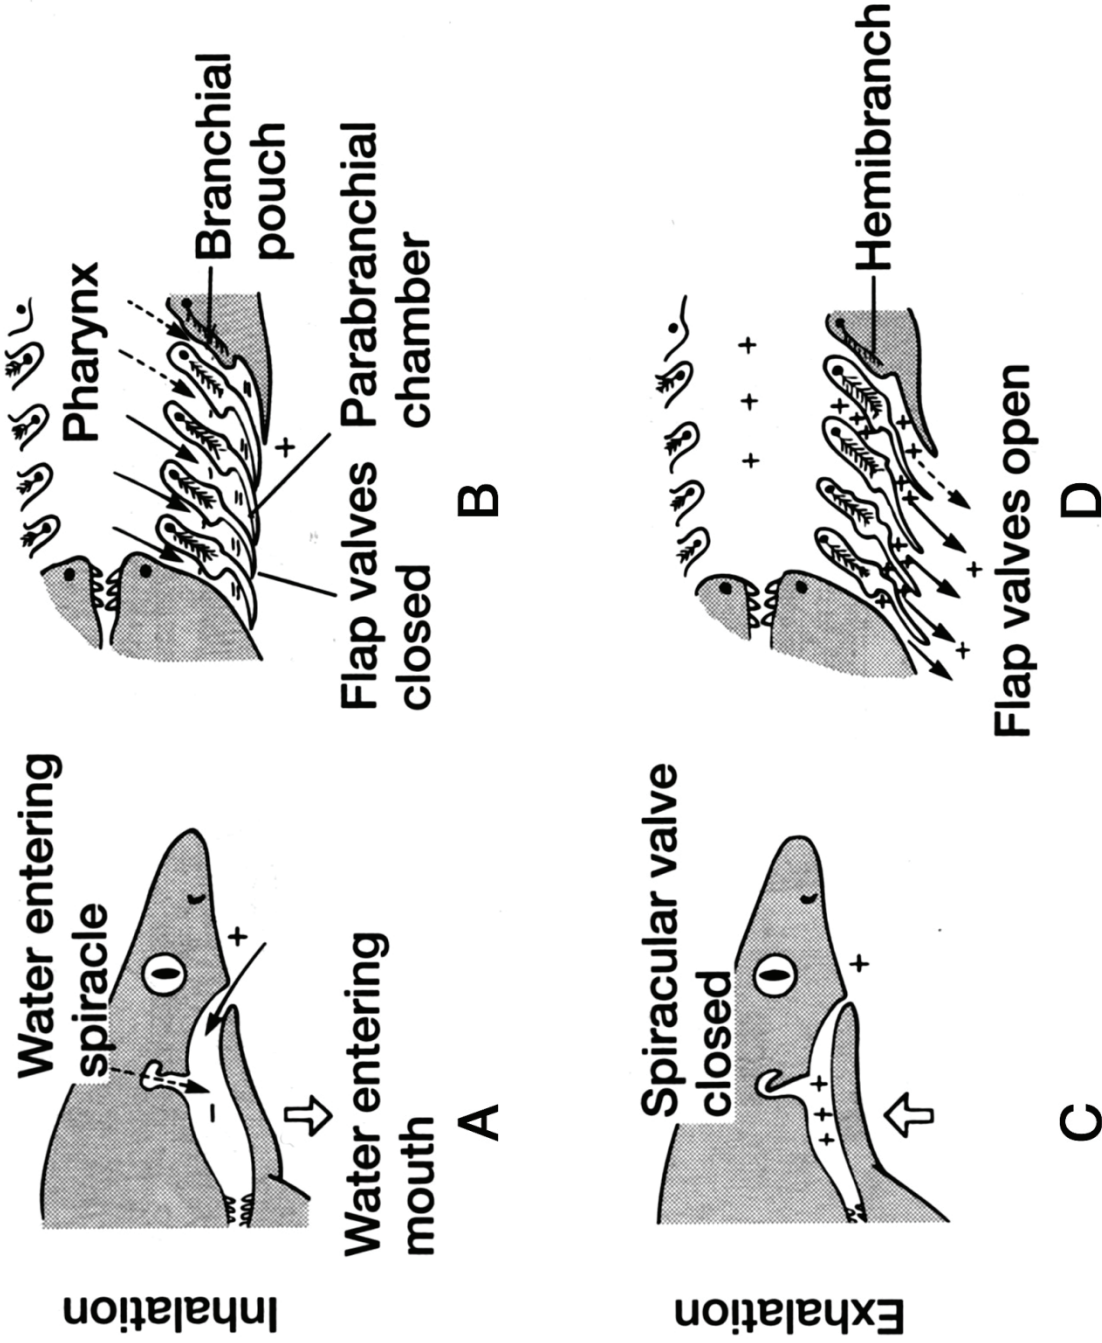 Inhalation
Water entering
spiracle
+
−
Water entering
mouth
A
Pharynx
Branchial
pouch
+
=
=
=
=
Parabranchial
chamber
Flap valves
closed
B
Exhalation
Spiracular valve
closed
+
+ + +
C
+ + +
Hemibranch
+ +
Flap valves open
D